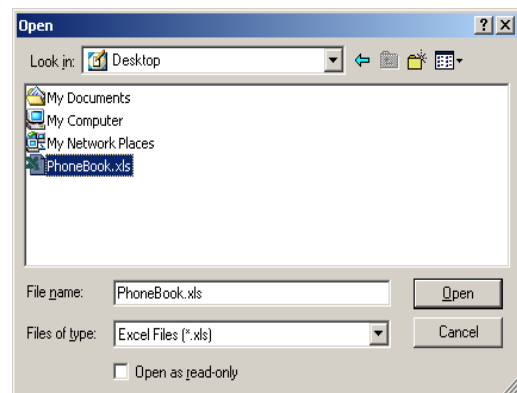 Open
Look in: Desktop
My Documents
My Computer
My Network Places
PhoneBook.xls
File name: PhoneBook.xls Open
Files of type: Excel Files (*.xls) Cancel
Open as read-only